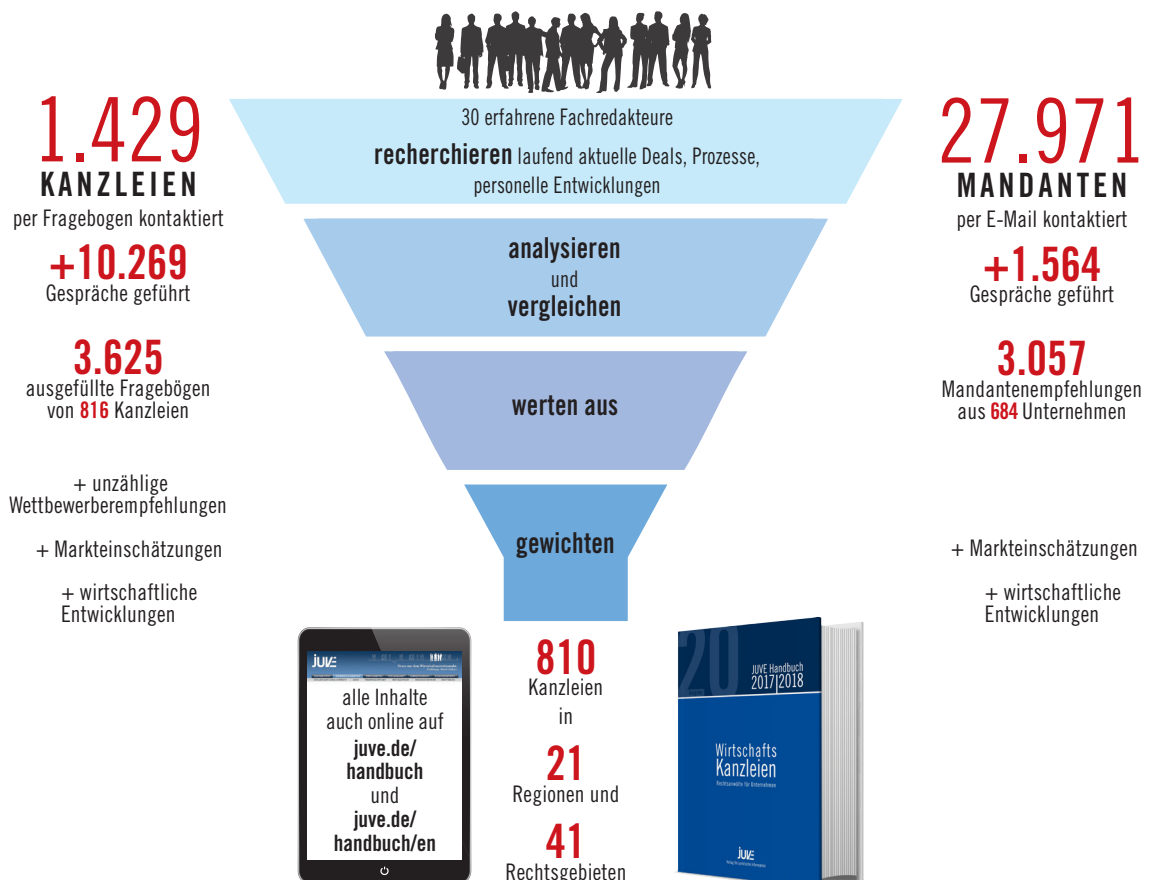 1.429
KANZLEIEN
per Fragebogen kontaktiert
+10.269
Gespräche geführt
3.625
ausgefüllte Fragebögen
von 816 Kanzleien
+ unzählige
Wettbewerberempfehlungen
+ Markteinschätzungen
+ wirtschaftliche
Entwicklungen
30 erfahrene Fachredakteure
recherchieren laufend aktuelle Deals, Prozesse,
personelle Entwicklungen
analysieren
und
vergleichen
werten aus
gewichten
27.971
MANDANTEN
per E-Mail kontaktiert
+1.564
Gespräche geführt
3.057
Mandantenempfehlungen
aus 684 Unternehmen
+ Markteinschätzungen
+ wirtschaftliche
Entwicklungen
JUVE
alle Inhalte
auch online auf
juve.de/
handbuch
und
juve.de/
handbuch/en
810
Kanzleien
in
21
Regionen und
41
Rechtsgebieten
20
JUVE Handbuch
2017|2018
Wirtschafts
Kanzleien
Rechtsanwälte für Unternehmen
JUVE